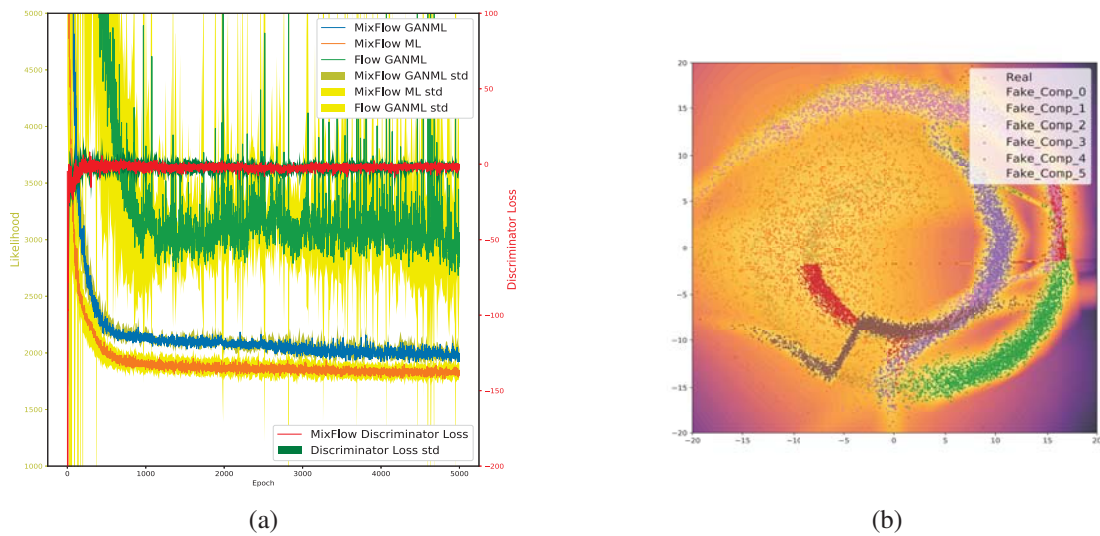 5000
4500
4000
3500
3000
2500
2000
1500
1000
Likelihood
100
50
0
−50
−100
−150
−200
Discriminator Loss
MixFlow GANML
MixFlow ML
Flow GANML
MixFlow GANML std
MixFlow ML std
Flow GANML std
MixFlow Discriminator Loss
Discriminator Loss std
0 1000 2000 3000 4000 5000
Epoch
(a)
20
15
10
5
0
−5
−10
−15
−20
Real
Fake_Comp_0
Fake_Comp_1
Fake_Comp_2
Fake_Comp_3
Fake_Comp_4
Fake_Comp_5
−20 −15 −10 −5 0 5 10 15 20
(b)